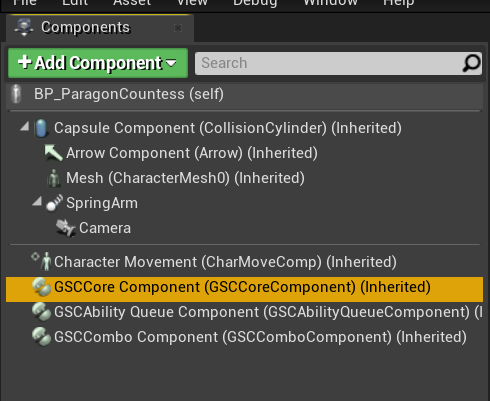 File Edit Asset View Debug Window Help
Components
Add Component
Search
BP_ParagonCountess (self)
Capsule Component (CollisionCylinder) (Inherited)
Arrow Component (Arrow) (Inherited)
Mesh (CharacterMesh0) (Inherited)
SpringArm
Camera
Character Movement (CharMoveComp) (Inherited)
GSCCore Component (GSCCoreComponent) (Inherited)
GSCAbility Queue Component (GSCAbilityQueueComponent) (I
GSCCombo Component (GSCComboComponent) (Inherited)